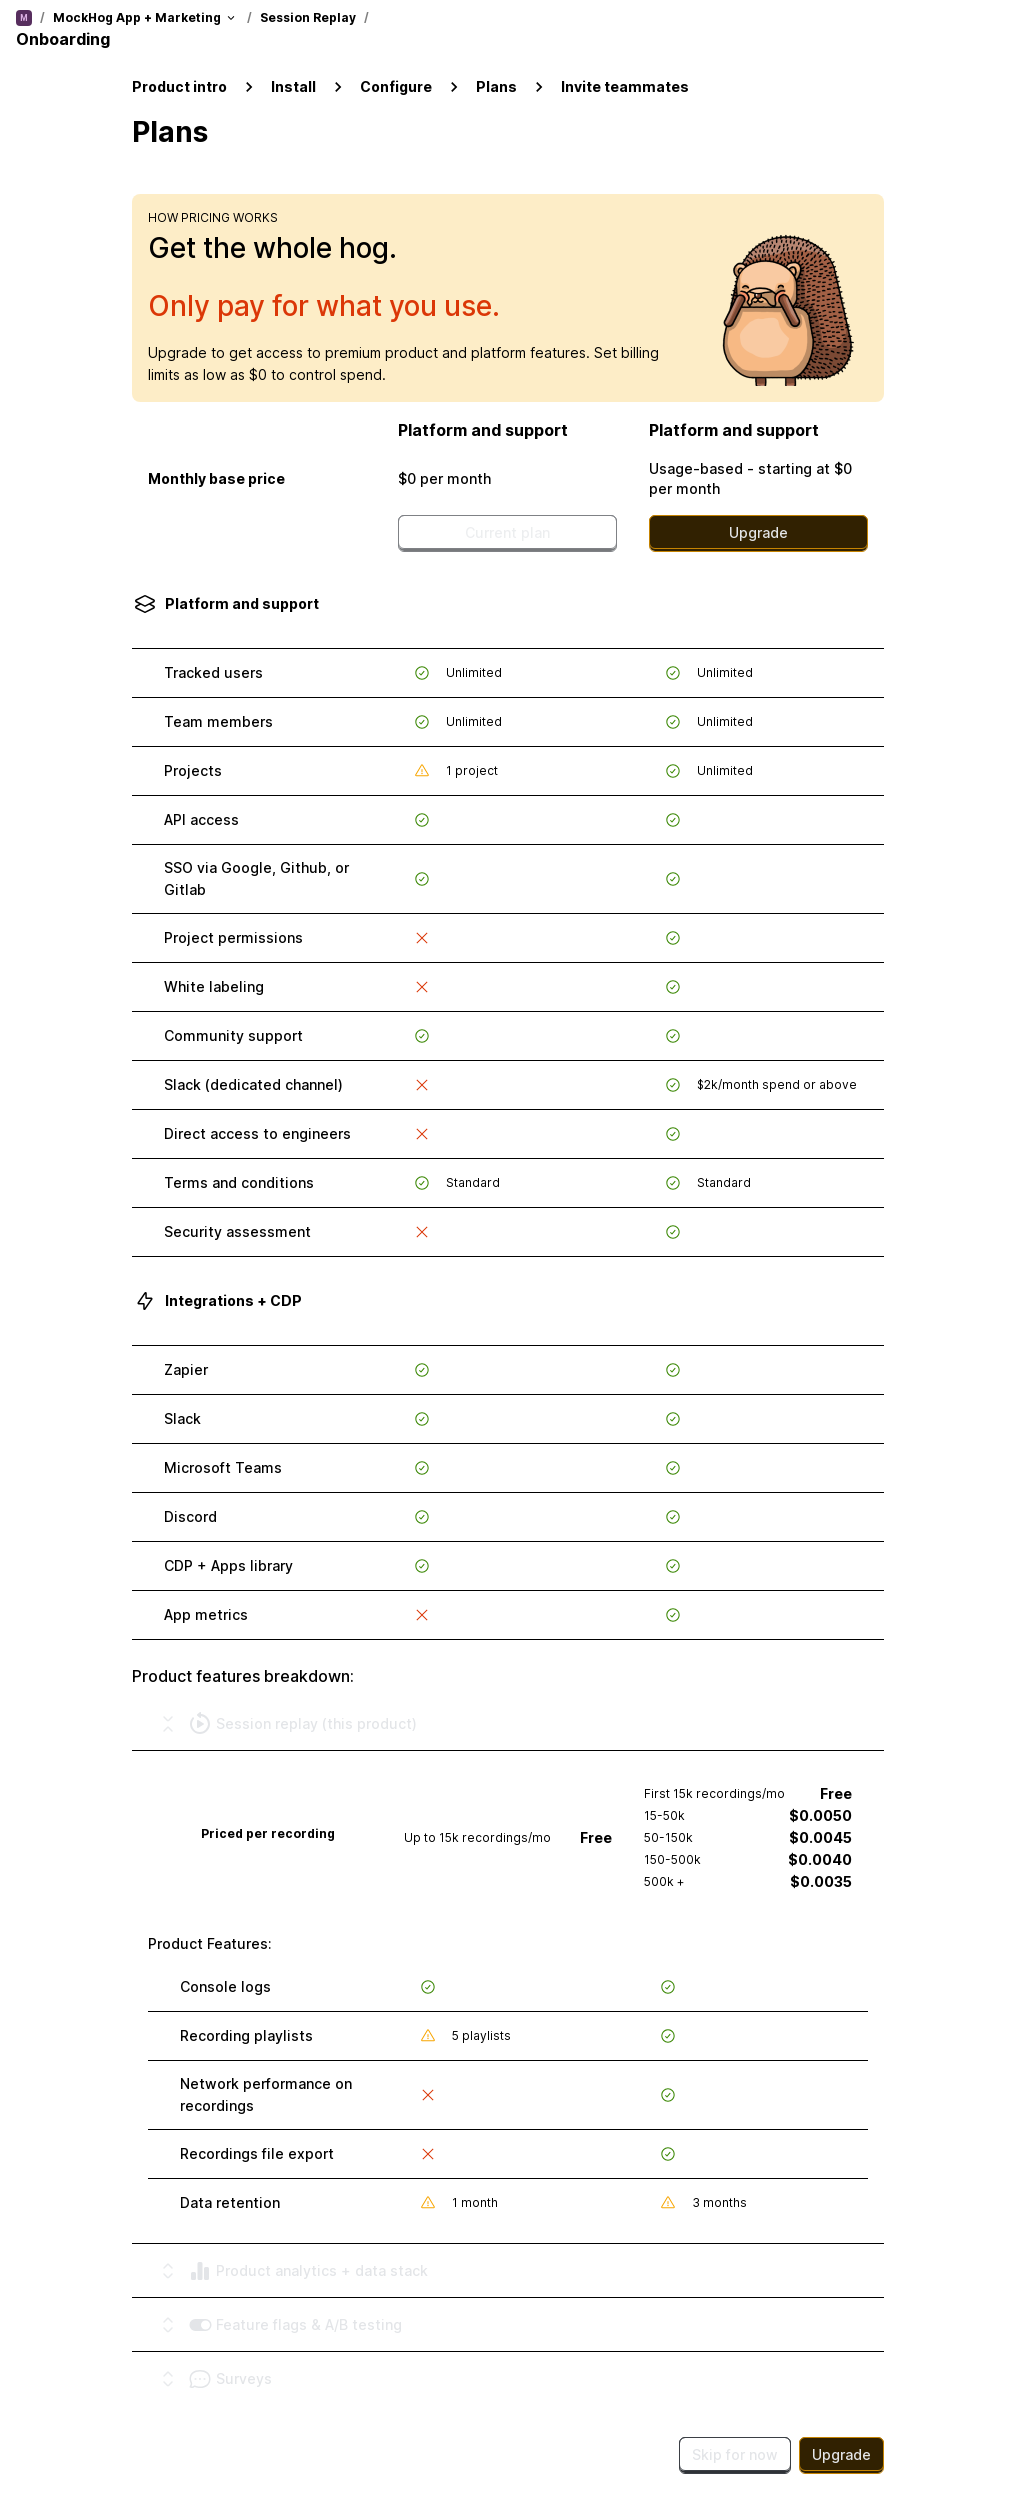 M / MockHog App + Marketing / Session Replay /
Onboarding
Product intro Install Configure Plans Invite teammates
Plans
HOW PRICING WORKS
Get the whole hog.
Only pay for what you use.
Upgrade to get access to premium product and platform features. Set billing
limits as low as $0 to control spend.
Platform and support Platform and support
Monthly base price $0 per month Usage-based - starting at $0
per month
Current plan Upgrade
Platform and support
Tracked users Unlimited Unlimited
Team members Unlimited Unlimited
Projects 1 project Unlimited
API access
SSO via Google, Github, or
Gitlab
Project permissions
White labeling
Community support
Slack (dedicated channel) $2k/month spend or above
Direct access to engineers
Terms and conditions Standard Standard
Security assessment
Integrations + CDP
Zapier
Slack
Microsoft Teams
Discord
CDP + Apps library
App metrics
Product features breakdown:
Session replay (this product)
First 15k recordings/mo Free
15-50k $0.0050
Priced per recording Up to 15k recordings/mo Free 50-150k $0.0045
150-500k $0.0040
500k + $0.0035
Product Features:
Console logs
Recording playlists 5 playlists
Network performance on
recordings
Recordings file export
Data retention 1 month 3 months
Product analytics + data stack
Feature flags & A/B testing
Surveys
Skip for now Upgrade